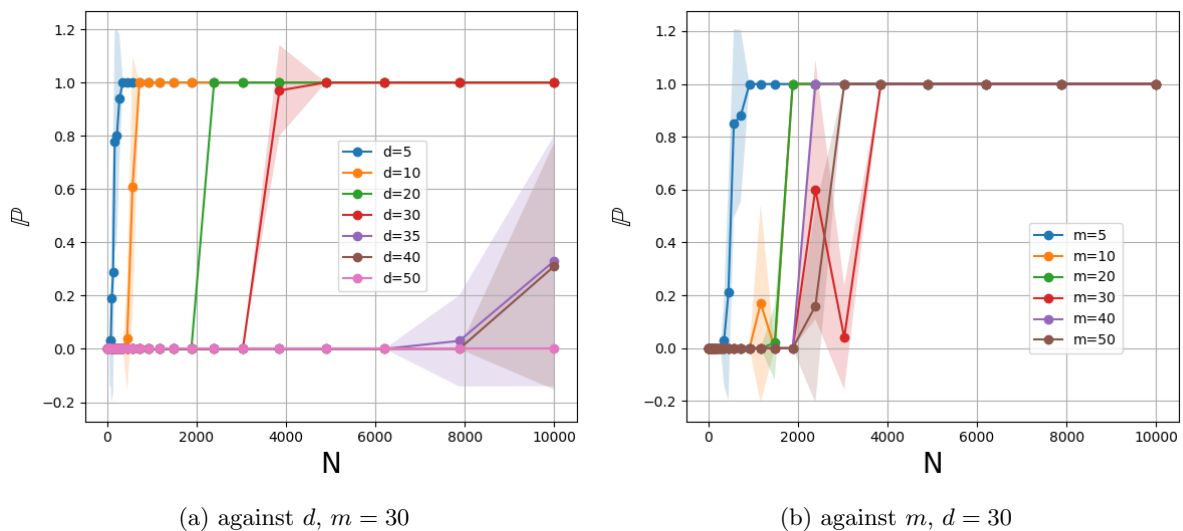 1.2
1.0
0.8
0.6
0.4
0.2
0.0
−0.2
ℙ
d=5
d=10
d=20
d=30
d=35
d=40
d=50
0 2000 4000 6000 8000 10000
N
(a) against d, m = 30
1.2
1.0
0.8
0.6
0.4
0.2
0.0
−0.2
ℙ
m=5
m=10
m=20
m=30
m=40
m=50
0 2000 4000 6000 8000 10000
N
(b) against m, d = 30